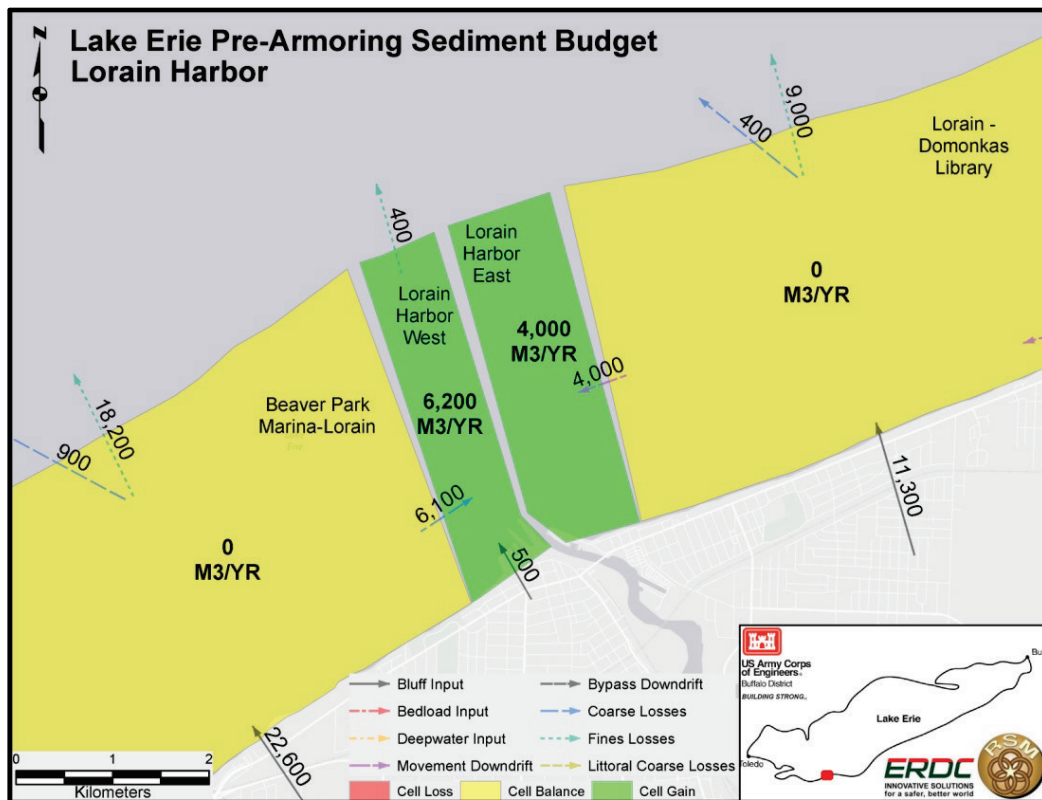 N
Lake Erie Pre-Armoring Sediment Budget
Lorain Harbor
9,000
400
Lorain -
Domonkas
Library
400
Lorain
Harbor
East
Lorain
Harbor
West
0
M3/YR
4,000
M3/YR
4,000
6,200
M3/YR
Beaver Park
Marina-Lorain
18,200
900
11,300
6,100
0
M3/YR
500
22,600
Bluff Input
Bypass Downdrift
Bedload Input
Coarse Losses
Deepwater Input
Fines Losses
Movement Downdrift
Littoral Coarse Losses
Cell Loss
Cell Balance
Cell Gain
0 1 2
Kilometers
US Army Corps
of Engineers®
Buffalo District
BUILDING STRONG®
Lake Erie
Toledo
Bu
ERDC
INNOVATIVE SOLUTIONS
for a safer, better world
RSM